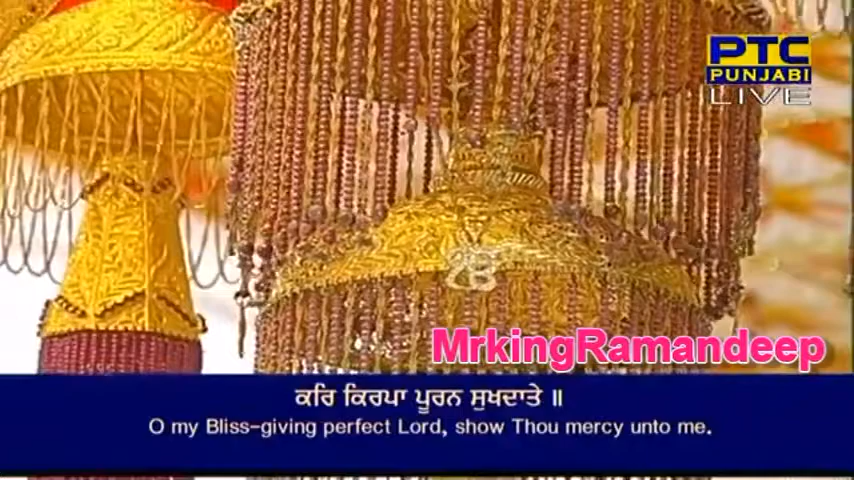 PTC
PUNJABI
LIVE
MrkingRamandeep
ਕਰਿ ਕਿਰਪਾ ਪੂਰਨ ਸੁਖਦਾਤੇ ॥
O my Bliss-giving perfect Lord, show Thou mercy unto me.